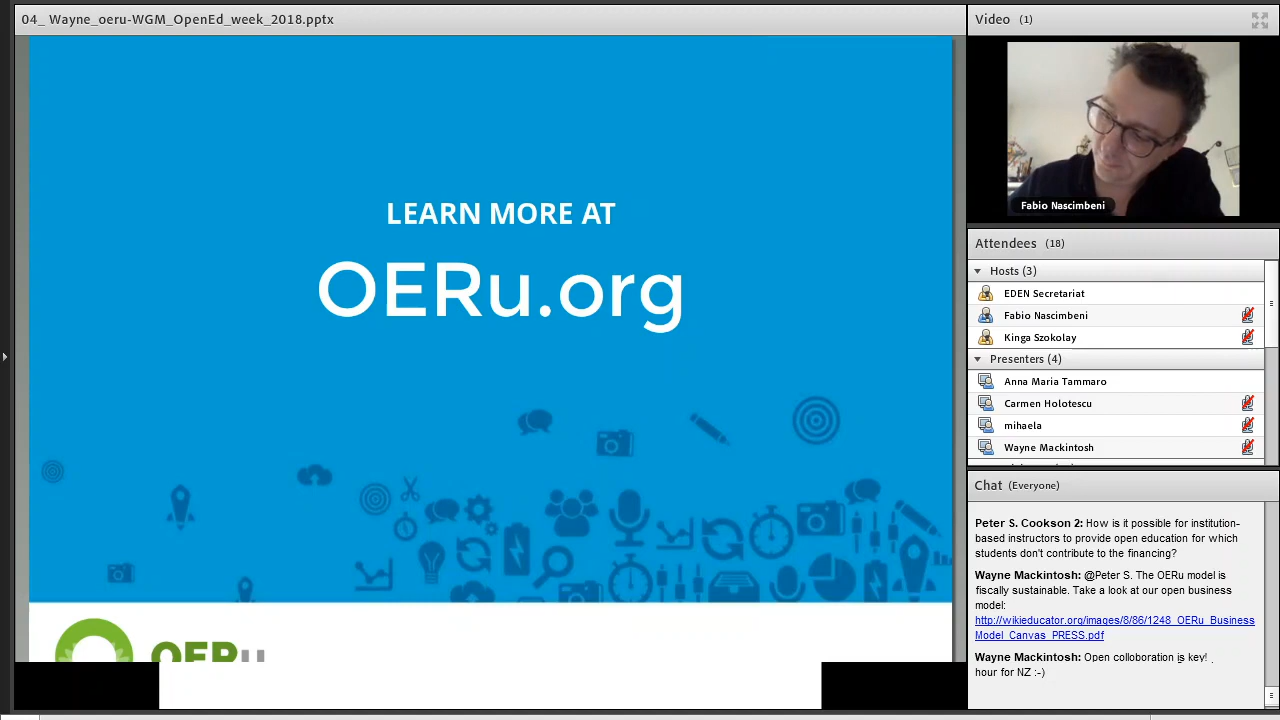 04_ Wayne_oeru-WGM_OpenEd_week_2018.pptx
LEARN MORE AT
OERu.org
OERu
Video (1)
Fabio Nascimbeni
Attendees (18)
Hosts (3)
EDEN Secretariat
Fabio Nascimbeni
Kinga Szokolay
Presenters (4)
Anna Maria Tammaro
Carmen Holotescu
mihaela
Wayne Mackintosh
Chat (Everyone)
Peter S. Cookson 2: How is it possible for institution-
based instructors to provide open education for which
students don't contribute to the financing?
Wayne Mackintosh: @Peter S. The OERu model is
fiscally sustainable. Take a look at our open business
model:
http://wikieducator.org/images/8/86/1248_OERu_Business
Model_Canvas_PRESS.pdf
Wayne Mackintosh: Open colloboration is key! .
hour for NZ :-)